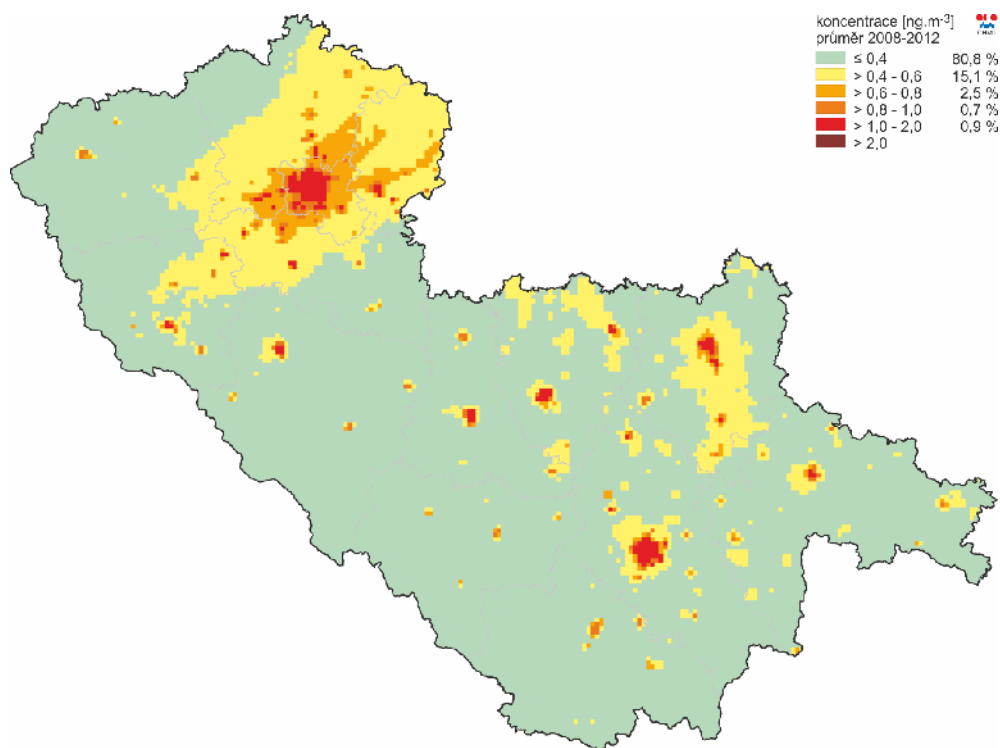 koncentrace [ng.m-3]
průměr 2008-2012
≤ 0,4 80,8 %
> 0,4 - 0,6 15,1 %
> 0,6 - 0,8 2,5 %
> 0,8 - 1,0 0,7 %
> 1,0 - 2,0 0,9 %
> 2,0